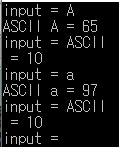 input = A
ASCII A = 65
input = ASCII
 = 10
input = a
ASCII a = 97
input = ASCII
 = 10
input =